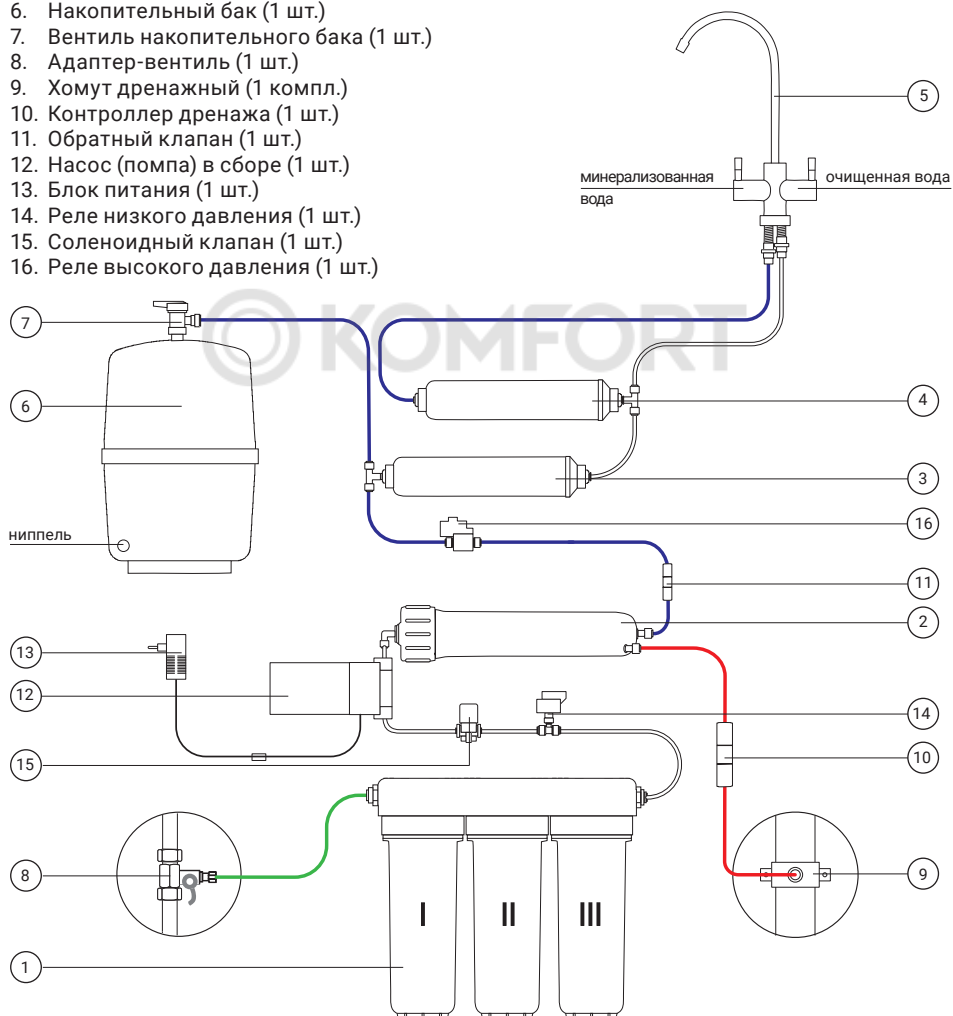 6. Накопительный бак (1 шт.)
7. Вентиль накопительного бака (1 шт.)
8. Адаптер-вентиль (1 шт.)
9. Хомут дренажный (1 компл.)
10. Контроллер дренажа (1 шт.)
11. Обратный клапан (1 шт.)
12. Насос (помпа) в сборе (1 шт.)
13. Блок питания (1 шт.)
14. Реле низкого давления (1 шт.)
15. Соленоидный клапан (1 шт.)
16. Реле высокого давления (1 шт.)
5
минерализованная
вода
очищенная вода
7
KOMFORT
6
4
3
16
ниппель
11
2
13
12
14
15
10
8
9
I II III
1